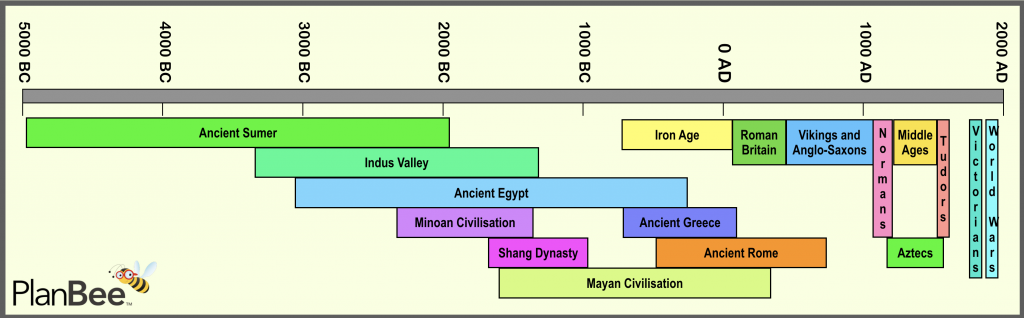 5000 BC
4000 BC
3000 BC
2000 BC
1000 BC
0 AD
1000 AD
2000 AD
Ancient Sumer
Iron Age
Roman
Britain
Vikings and
Anglo-Saxons
Normans
Middle
Ages
Tudors
Victorians
World Wars
Indus Valley
Ancient Egypt
Minoan Civilisation
Ancient Greece
Shang Dynasty
Ancient Rome
Aztecs
Mayan Civilisation
PlanBee™